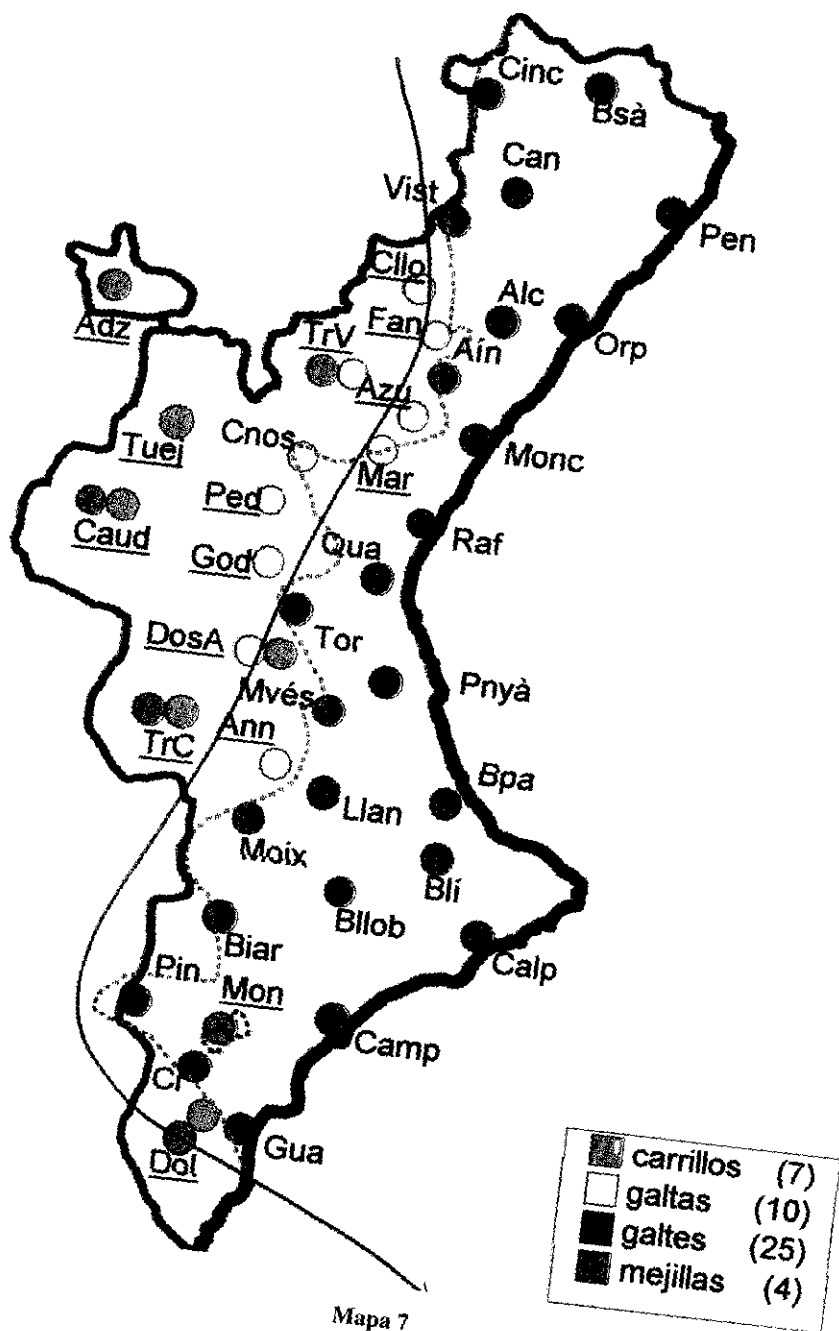 Cinc
Bsà
Can
Vist
Pen
Cllo
Adz
Fan
Alc
TrV
Orp
Aín
Azu
Tuej
Cnos
Monc
Mar
Ped
Caud
Raf
Qua
God
Tor
DosA
Pnyà
Mvés
Ann
TrC
Bpa
Llan
Moix
Blí
Bllob
Biar
Calp
Pin
Mon
Camp
Cr
Gua
Dol
carrillos (7)
galtas (10)
galtes (25)
mejillas (4)
Mapa 7